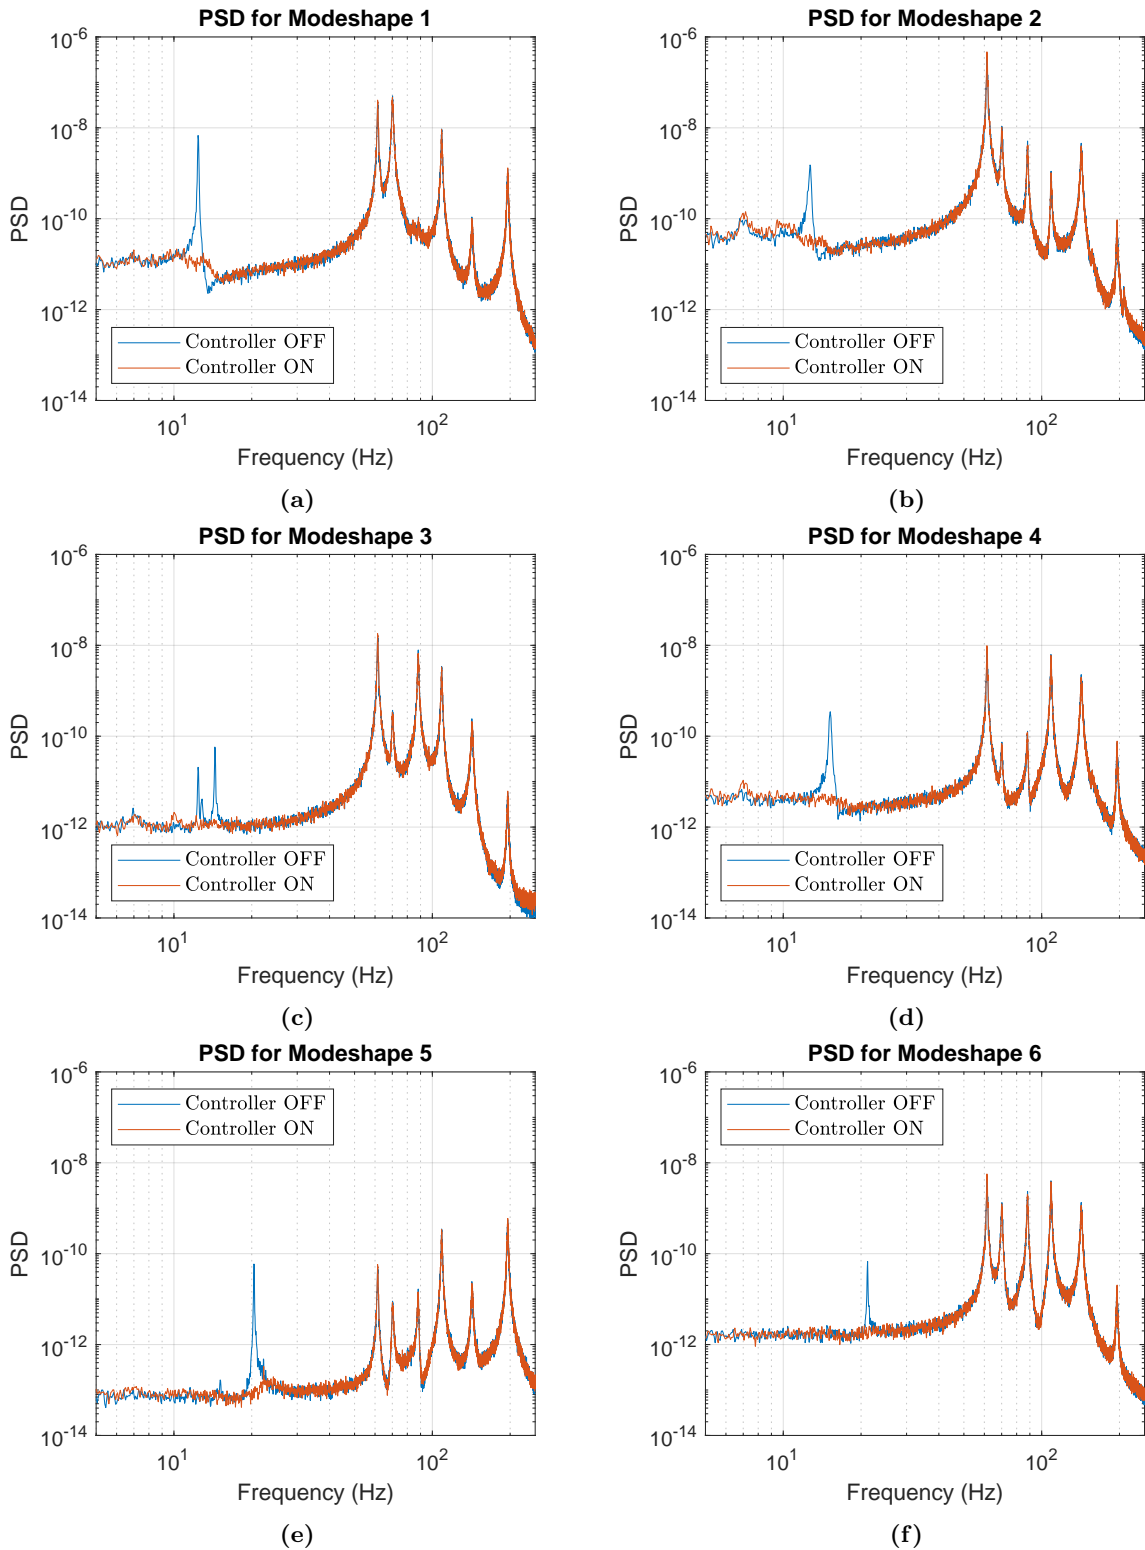 PSD for Modeshape 1
10^-6
10^-8
10^-10
10^-12
10^-14
PSD
Controller OFF
Controller ON
10^1
10^2
Frequency (Hz)
(a)
PSD for Modeshape 2
10^-6
10^-8
10^-10
10^-12
10^-14
PSD
Controller OFF
Controller ON
10^1
10^2
Frequency (Hz)
(b)
PSD for Modeshape 3
10^-6
10^-8
10^-10
10^-12
10^-14
PSD
Controller OFF
Controller ON
10^1
10^2
Frequency (Hz)
(c)
PSD for Modeshape 4
10^-6
10^-8
10^-10
10^-12
10^-14
PSD
Controller OFF
Controller ON
10^1
10^2
Frequency (Hz)
(d)
PSD for Modeshape 5
10^-6
10^-8
10^-10
10^-12
10^-14
PSD
Controller OFF
Controller ON
10^1
10^2
Frequency (Hz)
(e)
PSD for Modeshape 6
10^-6
10^-8
10^-10
10^-12
10^-14
PSD
Controller OFF
Controller ON
10^1
10^2
Frequency (Hz)
(f)